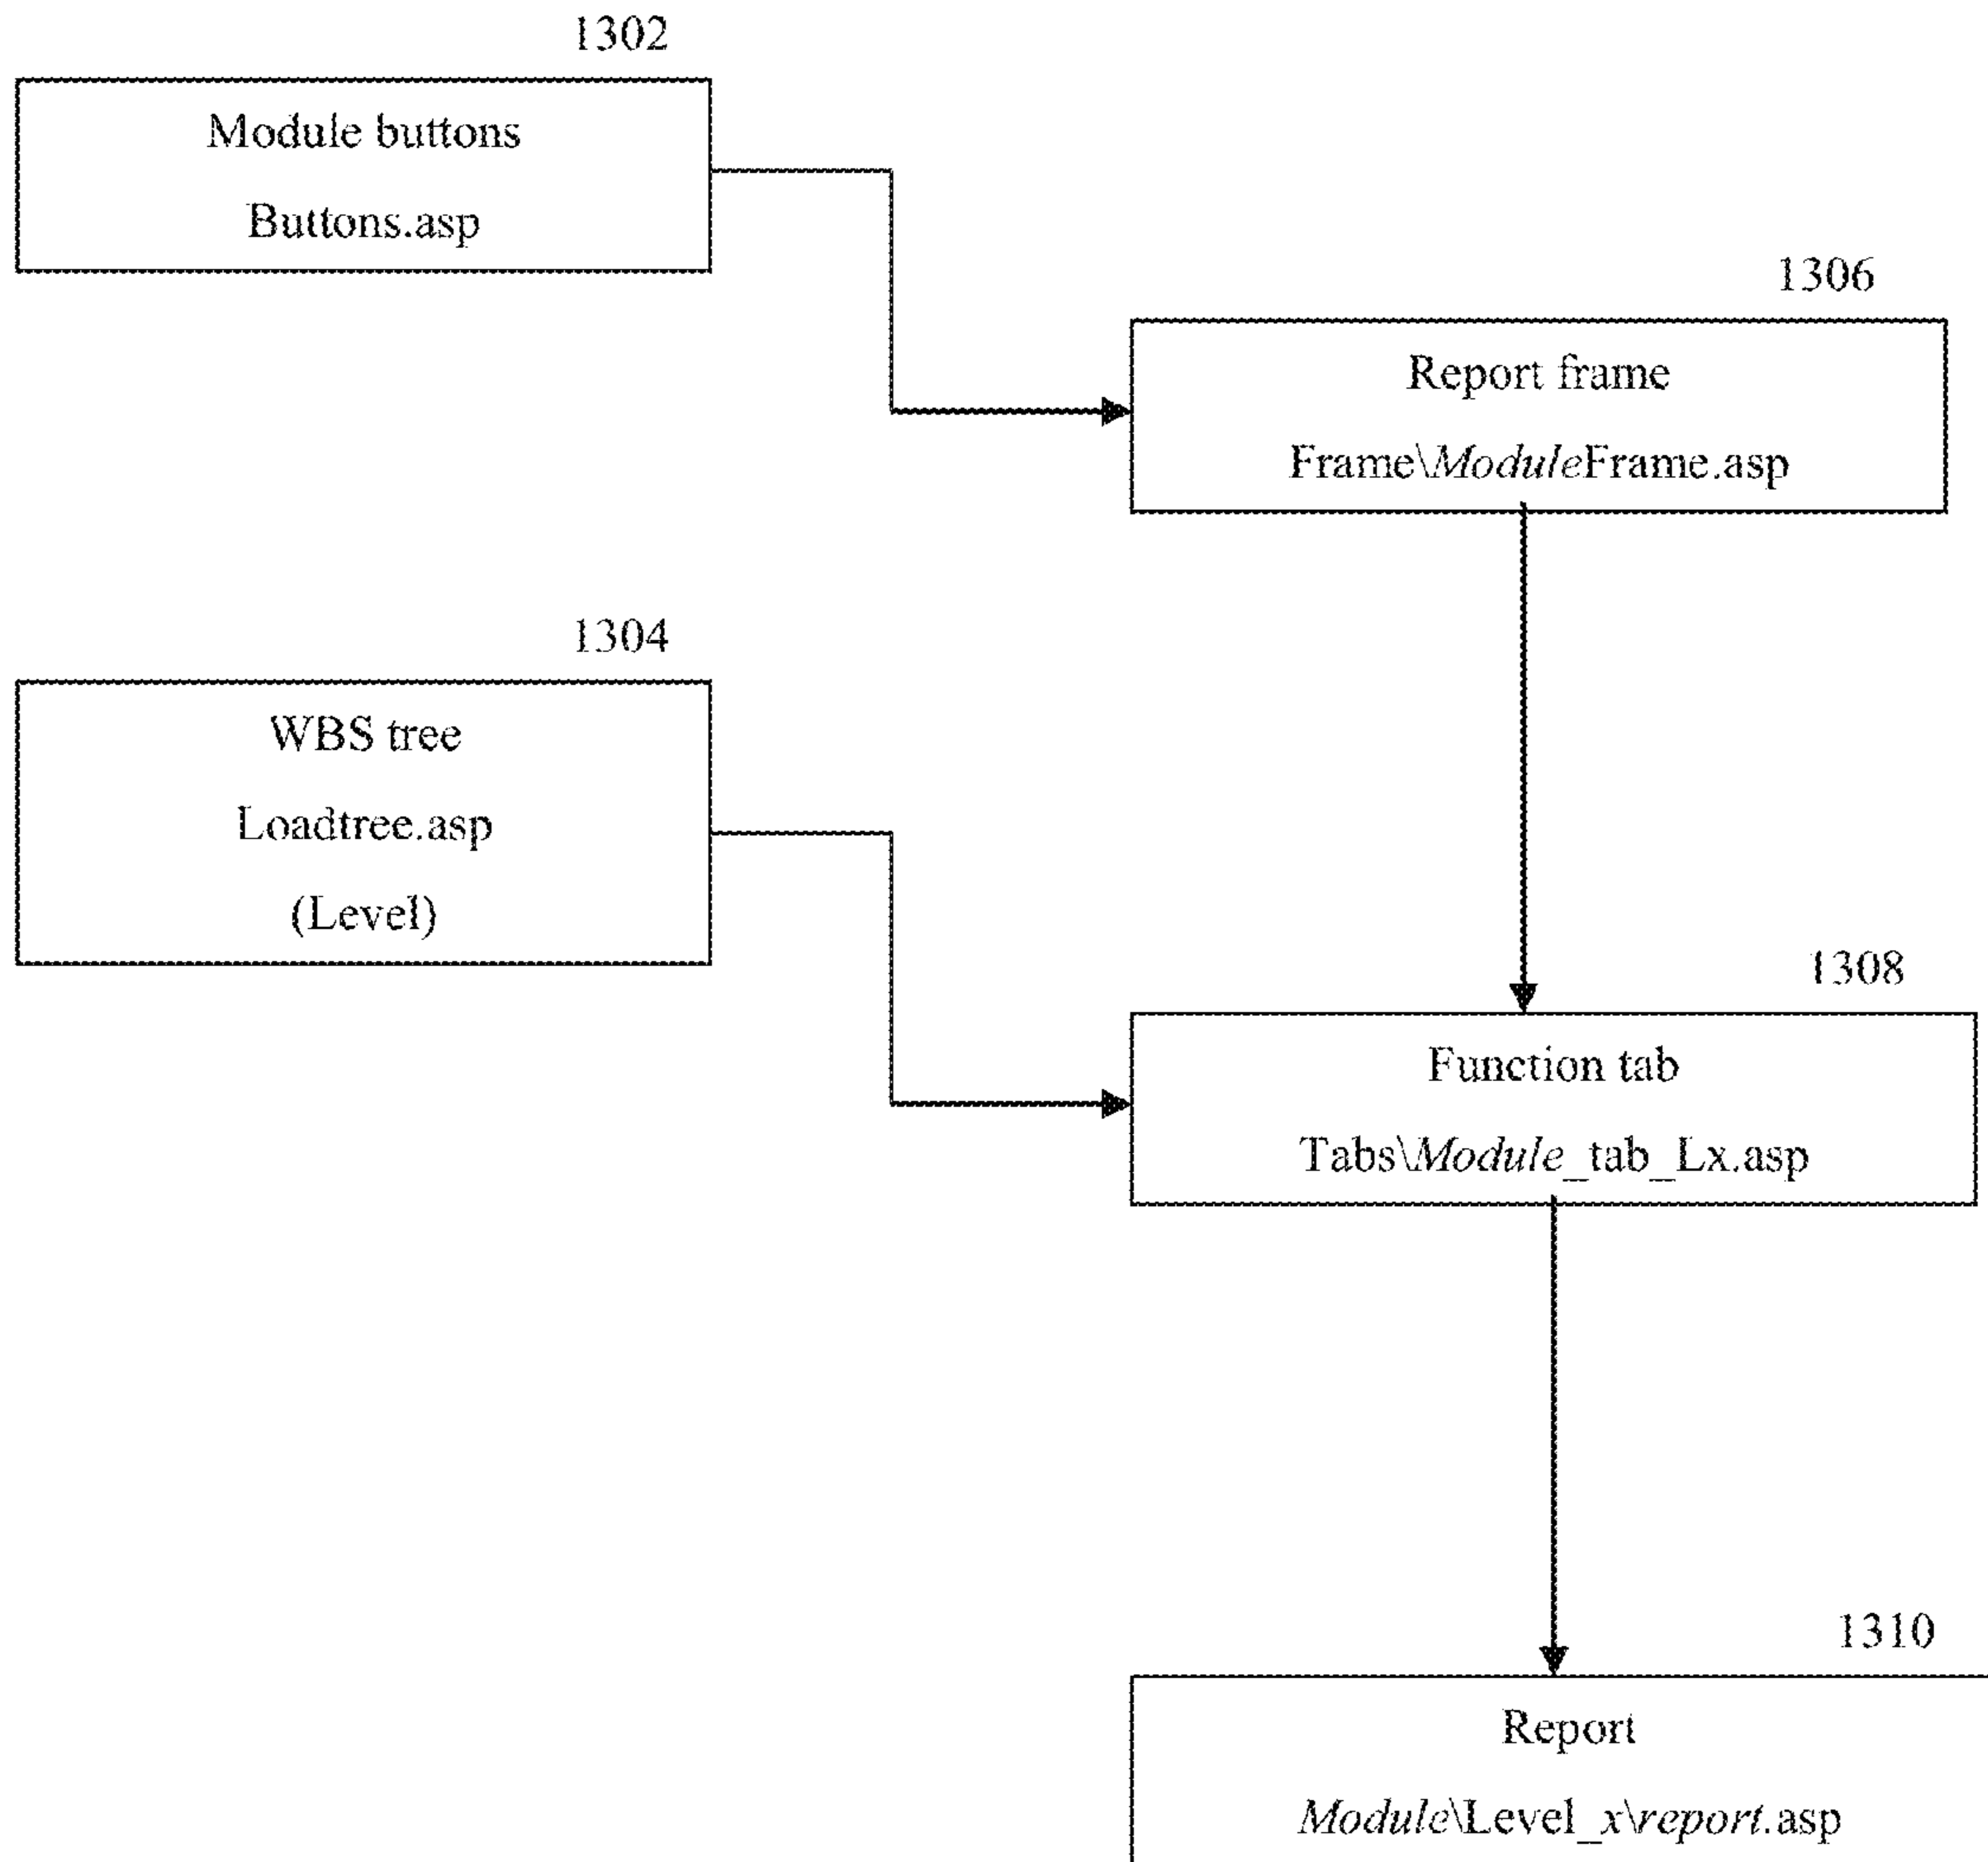 1302
Module buttons
Buttons.asp
1306
Report frame
Frame\ModuleFrame.asp
1304
WBS tree
Loadtree.asp
(Level)
1308
Function tab
Tabs\Module_tab_Lx.asp
1310
Report
Module\Level_x\report.asp